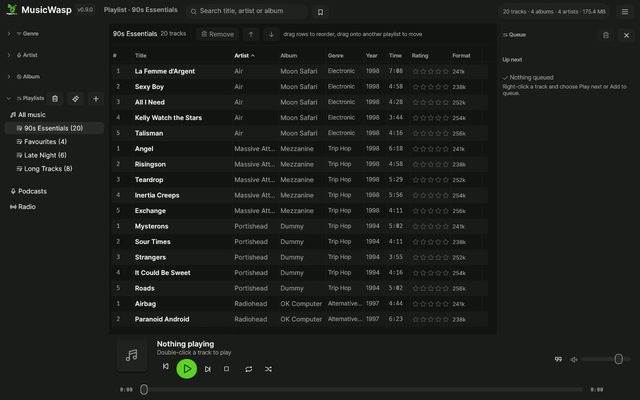 MusicWasp v0.9.0 Playlist · 90s Essentials Search title, artist or album 20 tracks · 4 albums · 4 artists · 175.4 MB
Genre
Artist
Album
Playlists
All music
90s Essentials (20)
Favourites (4)
Late Night (6)
Long Tracks (8)
Podcasts
Radio
90s Essentials 20 tracks Remove drag rows to reorder, drag onto another playlist to move
# Title Artist Album Genre Year Time Rating Format
1 La Femme d'Argent Air Moon Safari Electronic 1998 7:08 241k
2 Sexy Boy Air Moon Safari Electronic 1998 4:58 238k
3 All I Need Air Moon Safari Electronic 1998 4:28 252k
4 Kelly Watch the Stars Air Moon Safari Electronic 1998 3:44 254k
5 Talisman Air Moon Safari Electronic 1998 4:16 256k
1 Angel Massive Att... Mezzanine Trip Hop 1998 6:18 241k
2 Risingson Massive Att... Mezzanine Trip Hop 1998 4:58 238k
3 Teardrop Massive Att... Mezzanine Trip Hop 1998 5:29 252k
4 Inertia Creeps Massive Att... Mezzanine Trip Hop 1998 5:56 254k
5 Exchange Massive Att... Mezzanine Trip Hop 1998 4:11 256k
1 Mysterons Portishead Dummy Trip Hop 1994 5:02 241k
2 Sour Times Portishead Dummy Trip Hop 1994 4:11 238k
3 Strangers Portishead Dummy Trip Hop 1994 3:55 252k
4 It Could Be Sweet Portishead Dummy Trip Hop 1994 4:16 254k
5 Roads Portishead Dummy Trip Hop 1994 5:02 256k
1 Airbag Radiohead OK Computer Alternative... 1997 4:44 241k
2 Paranoid Android Radiohead OK Computer Alternative... 1997 6:23 238k
Queue
Up next
Nothing queued
Right-click a track and choose Play next or Add to
queue.
Nothing playing
Double-click a track to play
0:00 0:00